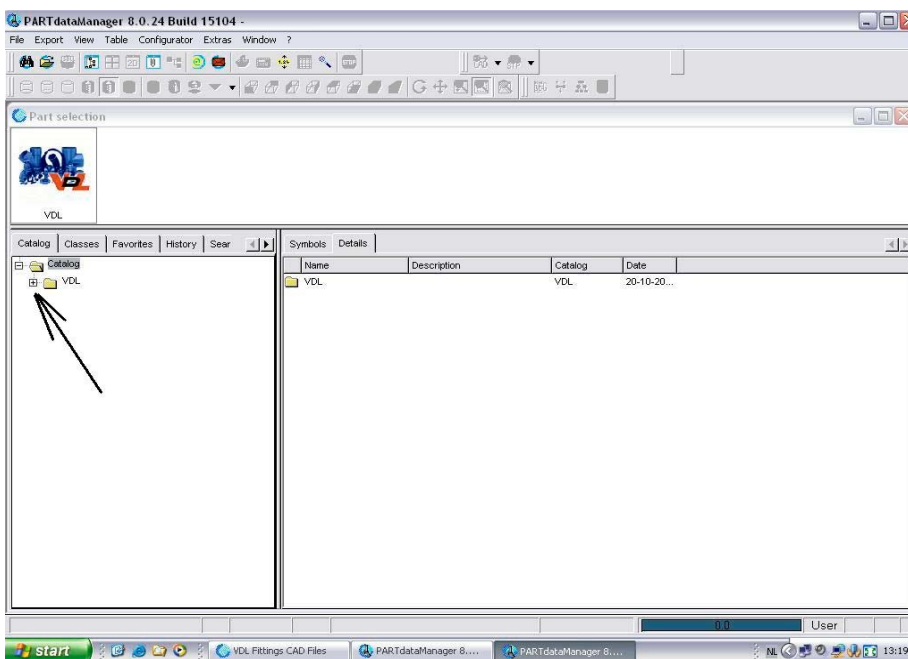 PARTdataManager 8.0.24 Build 15104 -
File Export View Table Configurator Extras Window ?
Part selection
VDL
VDL
Catalog Classes Favorites History Sear
Symbols Details
Catalog
VDL
Name Description Catalog Date
VDL VDL 20-10-20...
0.0 User
start VDL Fittings CAD Files PARTdataManager 8.... PARTdataManager 8.... NL 13:19